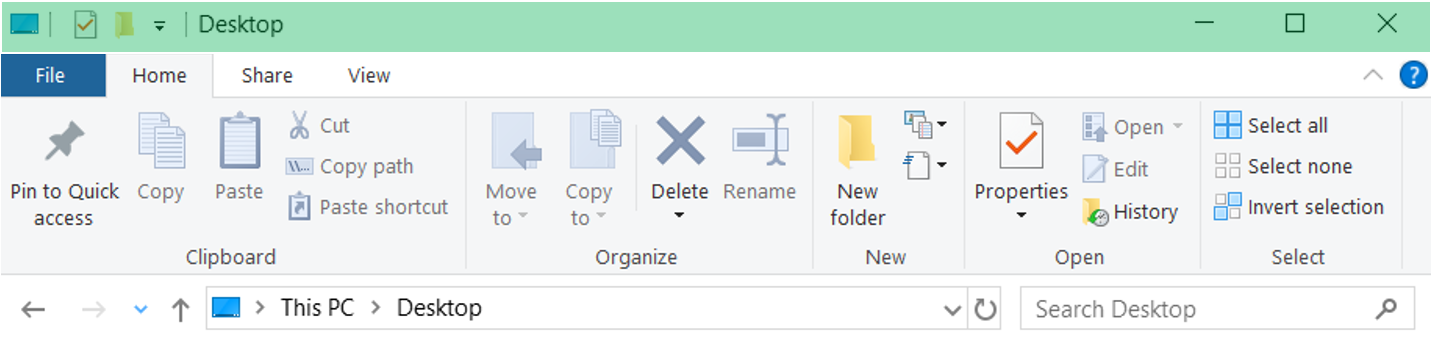 Desktop
File Home Share View
Pin to Quick access
Copy
Paste
Cut
Copy path
Paste shortcut
Clipboard
Move to
Copy to
Delete
Rename
Organize
New folder
New
Properties
Open
Edit
History
Open
Select all
Select none
Invert selection
Select
This PC > Desktop
Search Desktop